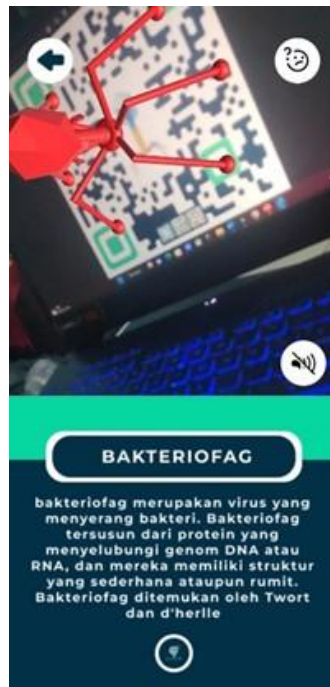 BAKTERIOFAG
bakteriofag merupakan virus yang
menyerang bakteri. Bakteriofag
tersusun dari protein yang
menyelubungi genom DNA atau
RNA, dan mereka memiliki struktur
yang sederhana ataupun rumit.
Bakteriofag ditemukan oleh Twort
dan d'herlle